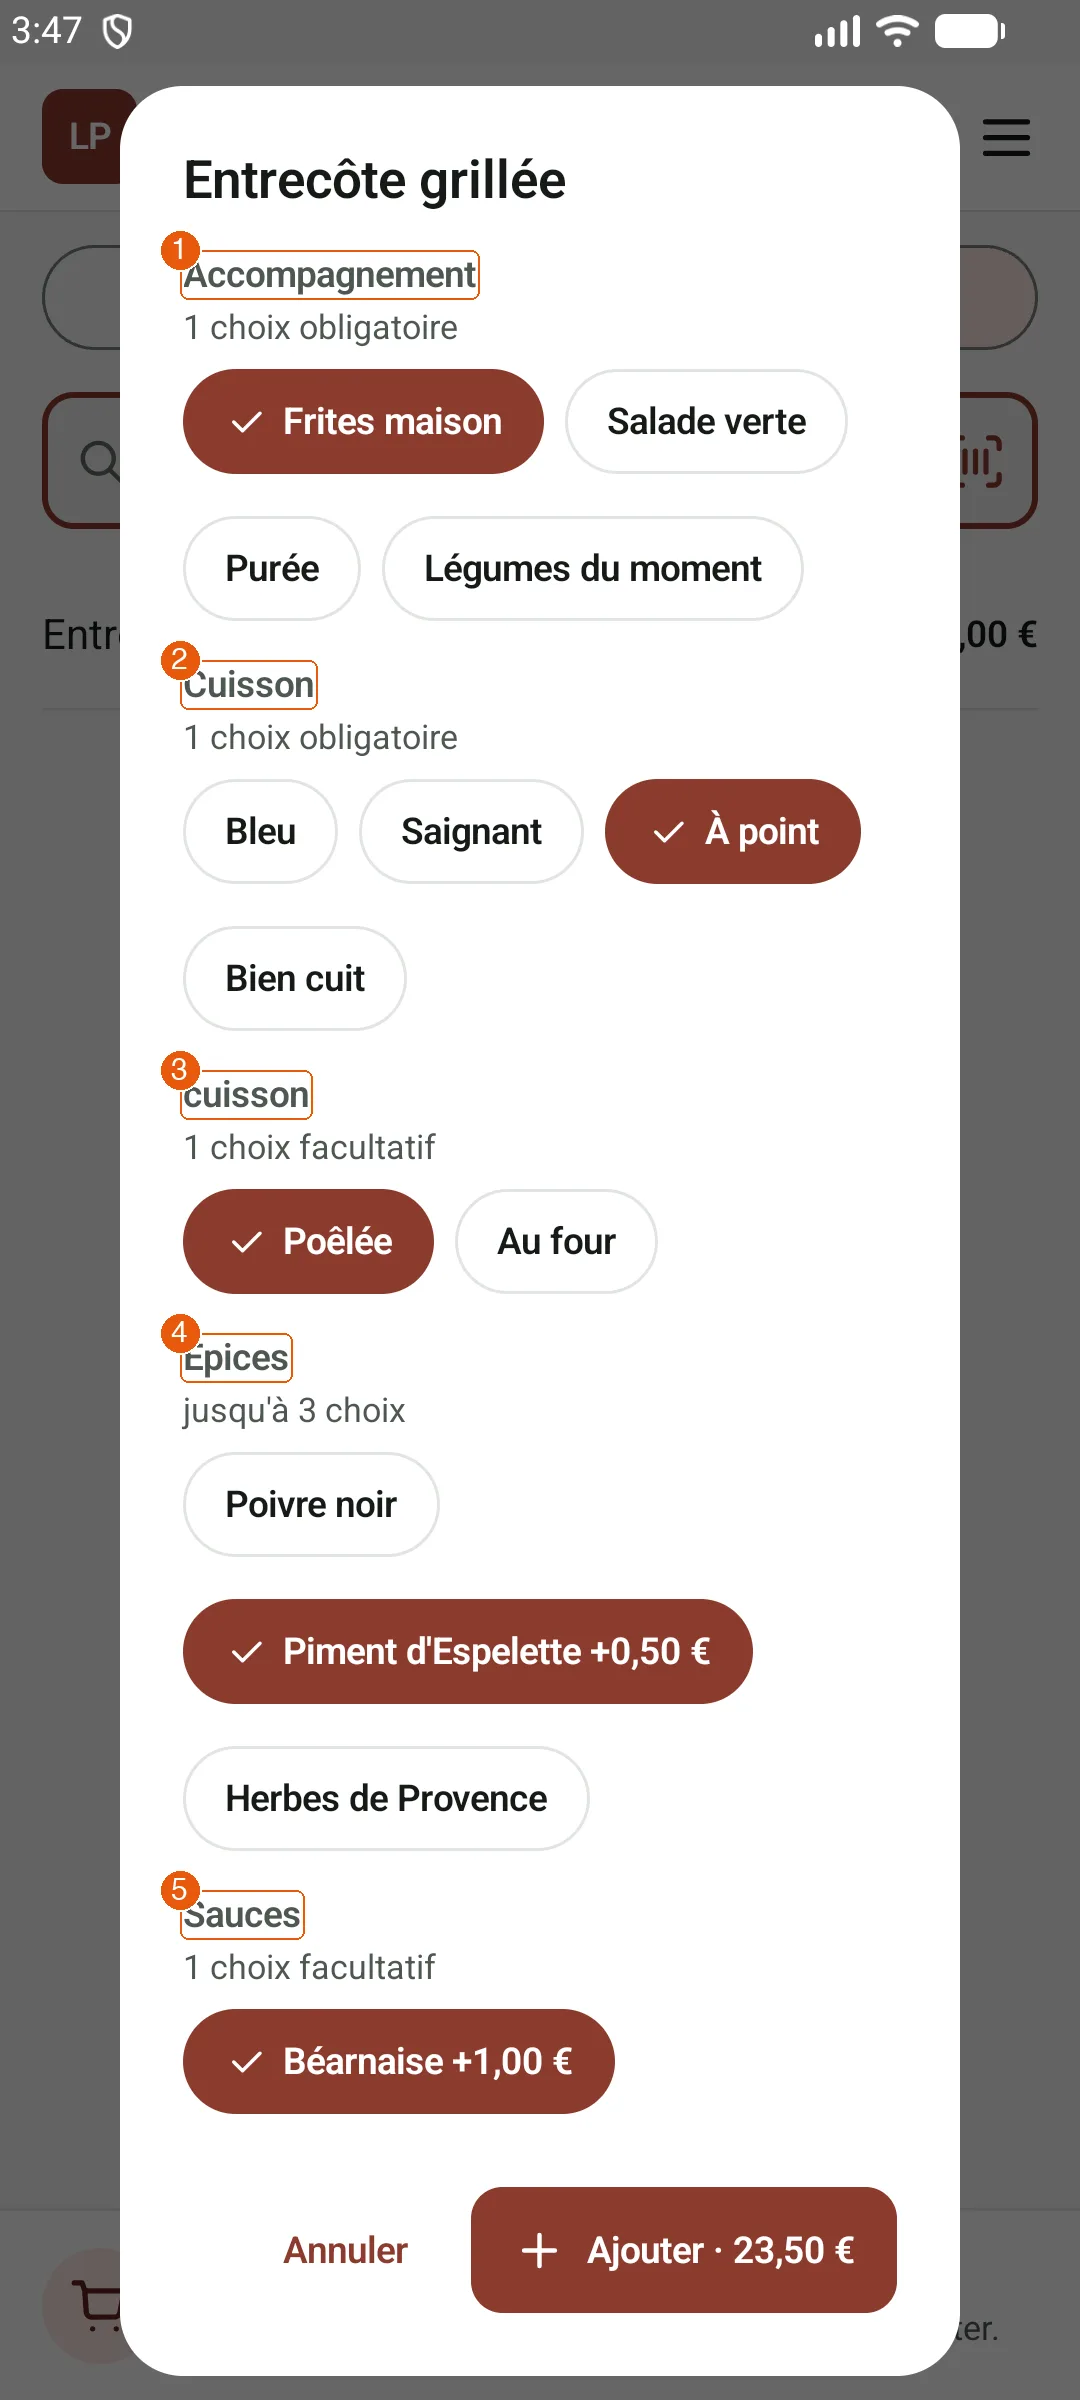 3:47
LP
Entrecôte grillée
1
Accompagnement
1 choix obligatoire
Frites maison
Salade verte
Purée
Légumes du moment
Entr
,00 €
2
Cuisson
1 choix obligatoire
Bleu
Saignant
À point
Bien cuit
3
cuisson
1 choix facultatif
Poêlée
Au four
4
Épices
jusqu'à 3 choix
Poivre noir
Piment d'Espelette +0,50 €
Herbes de Provence
5
Sauces
1 choix facultatif
Béarnaise +1,00 €
Annuler
Ajouter · 23,50 €
ter.